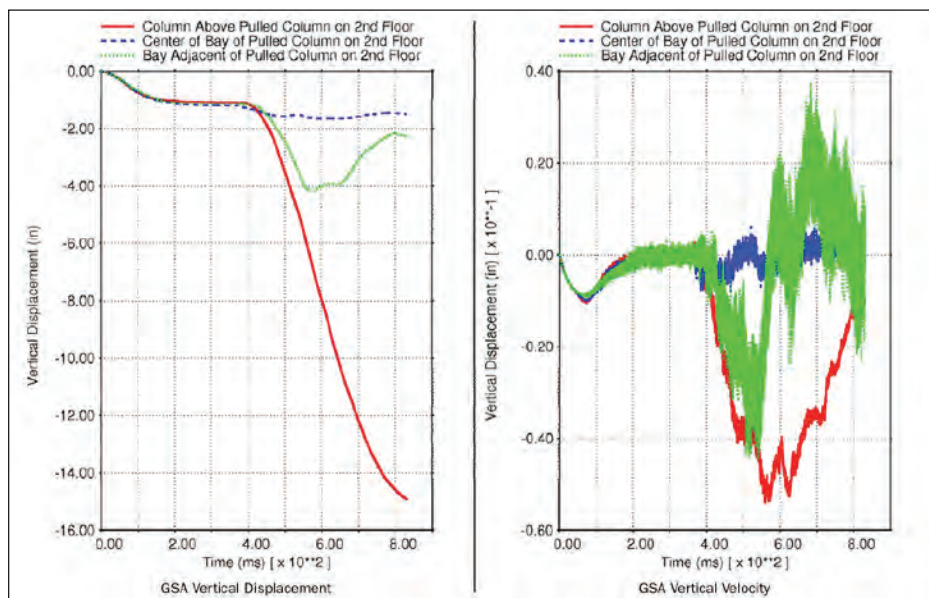 Column Above Pulled Column on 2nd Floor
Center of Bay of Pulled Column on 2nd Floor
Bay Adjacent of Pulled Column on 2nd Floor
0.00
-2.00
-4.00
-6.00
-8.00
-10.00
-12.00
-14.00
-16.00
Vertical Displacement (in)
0.00 2.00 4.00 6.00 8.00
Time (ms) [ x 10**2 ]
GSA Vertical Displacement
Column Above Pulled Column on 2nd Floor
Center of Bay of Pulled Column on 2nd Floor
Bay Adjacent of Pulled Column on 2nd Floor
0.40
0.20
0.00
-0.20
-0.40
-0.60
Vertical Displacement (in) [ x 10**-1 ]
0.00 2.00 4.00 6.00 8.00
Time (ms) [ x 10**2 ]
GSA Vertical Velocity